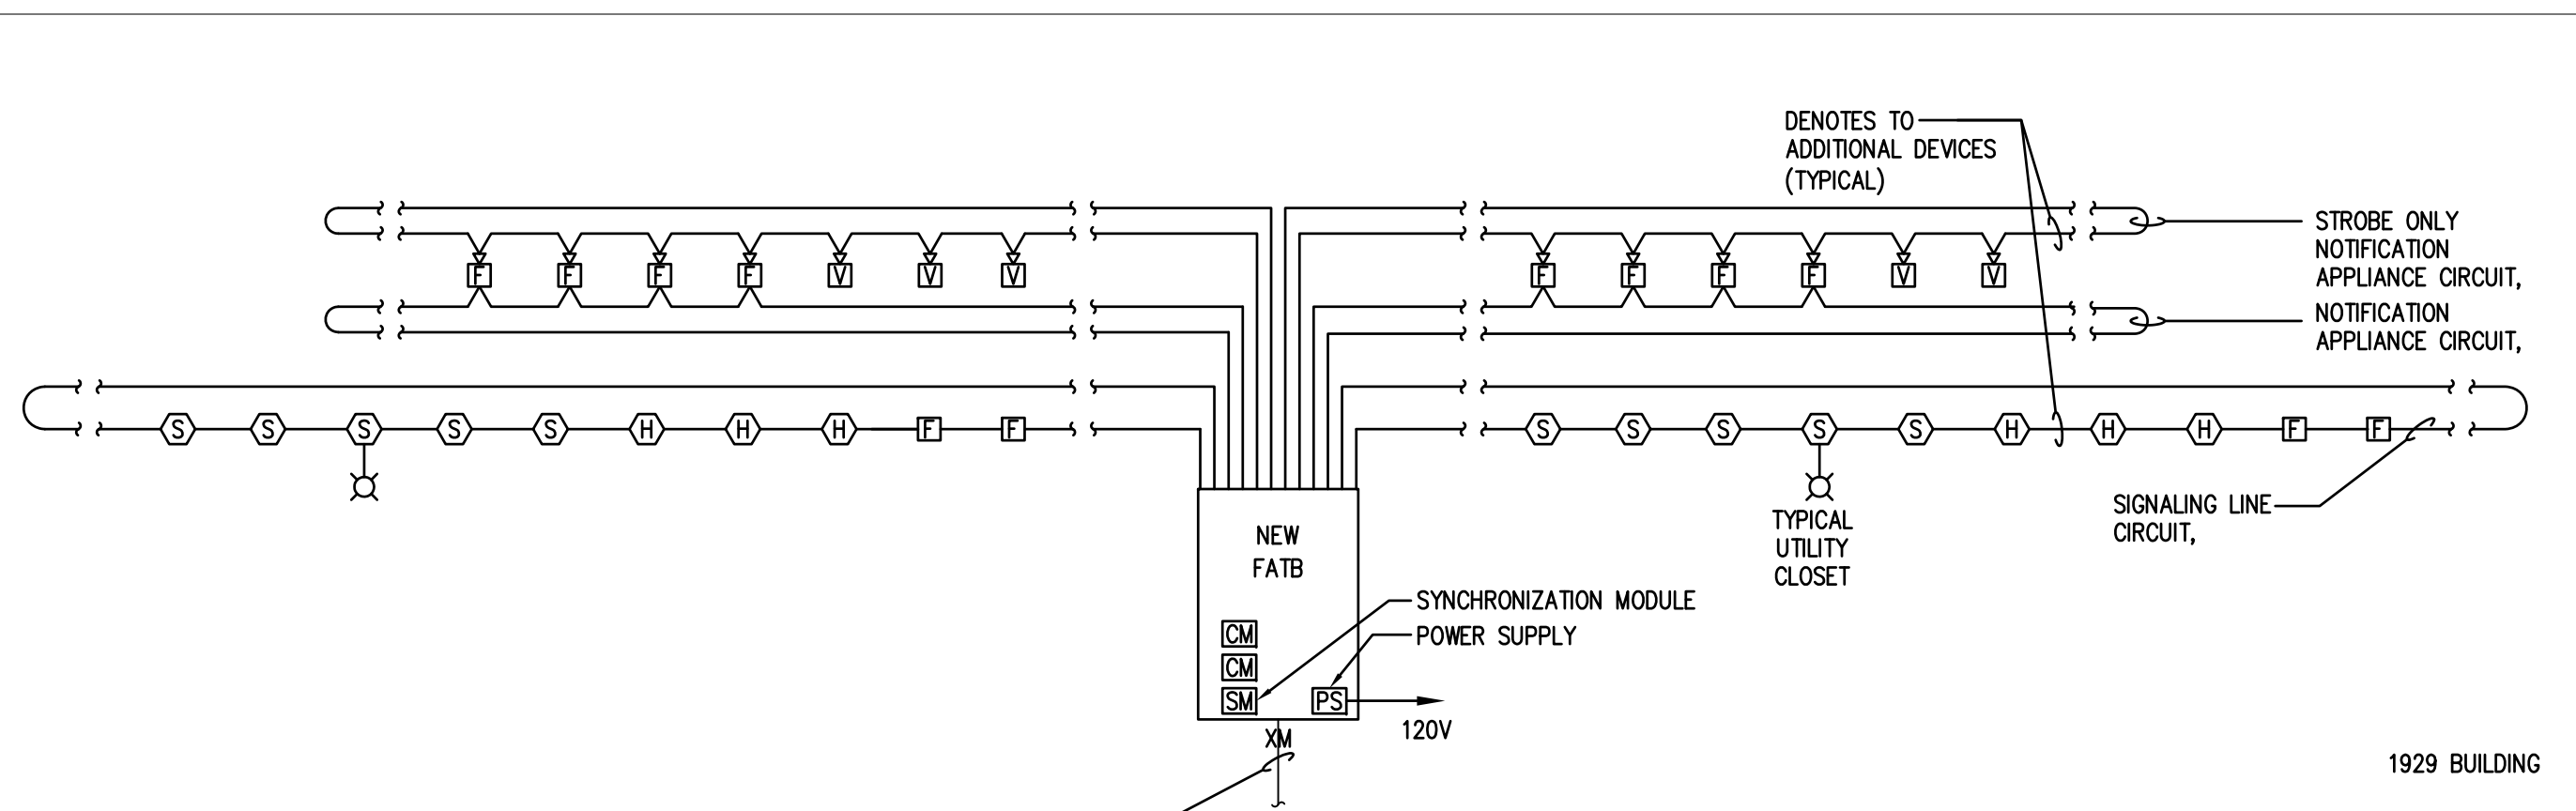 DENOTES TO
ADDITIONAL DEVICES
(TYPICAL)
STROBE ONLY
NOTIFICATION
APPLIANCE CIRCUIT,
F F F F V V V
F F F F V V
NOTIFICATION
APPLIANCE CIRCUIT,
S S S S S H H H F F
S S S S S H H H F F
SIGNALING LINE
CIRCUIT,
TYPICAL
UTILITY
CLOSET
NEW
FATB
SYNCHRONIZATION MODULE
POWER SUPPLY
CM
CM
SM
PS
120V
XM
1929 BUILDING